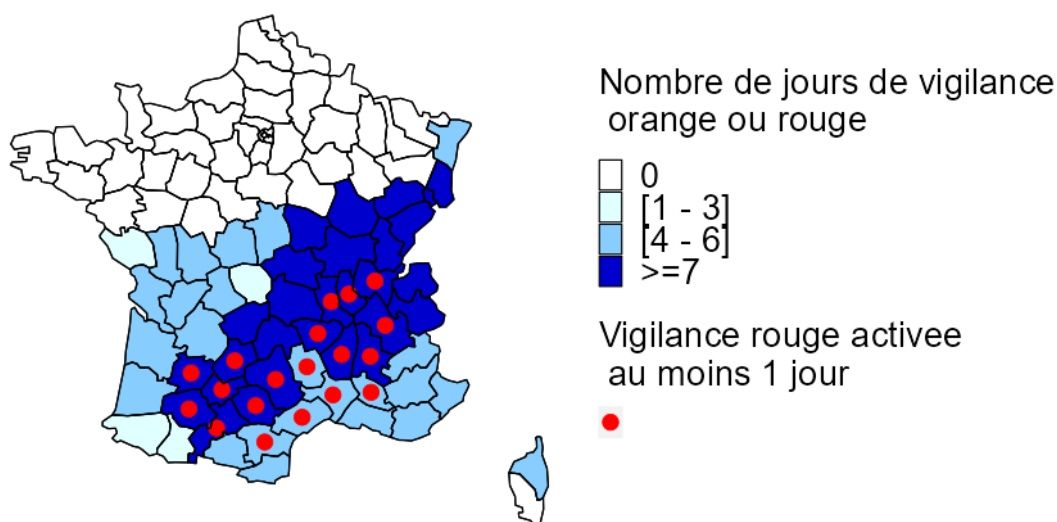 Nombre de jours de vigilance
orange ou rouge
0
[1 - 3]
[4 - 6]
>=7
Vigilance rouge activee
au moins 1 jour